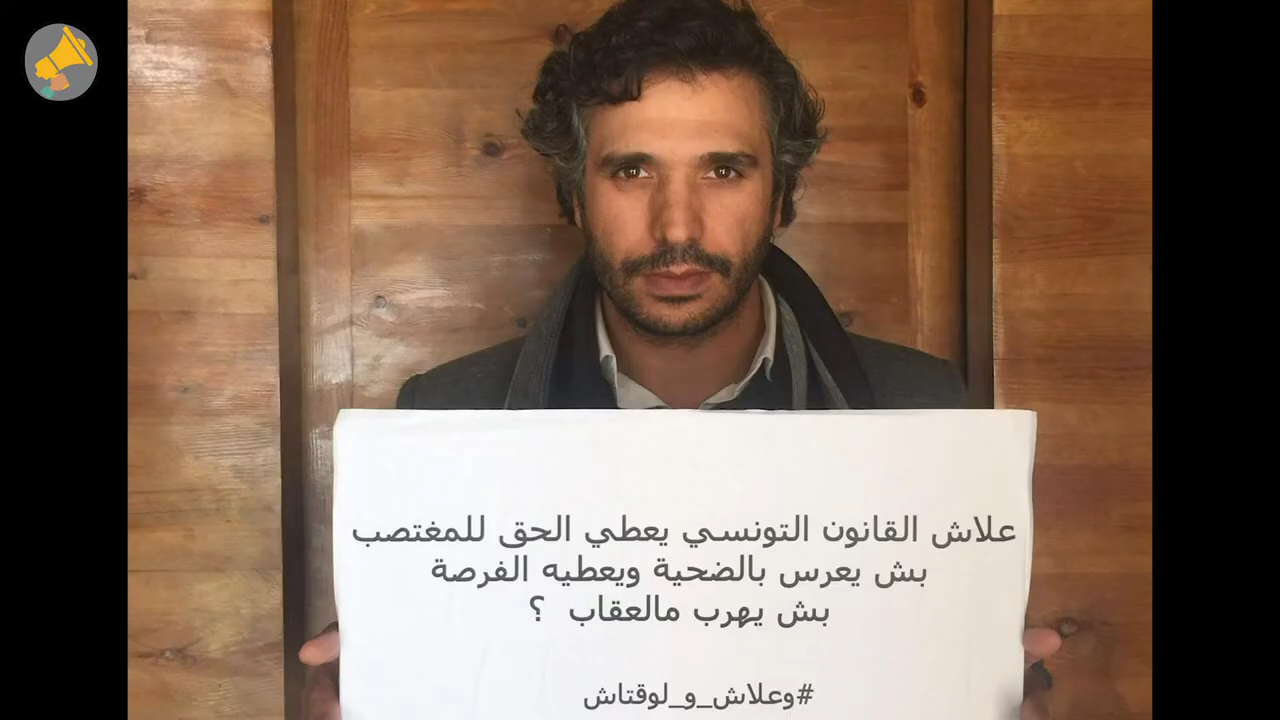 علاش القانون التونسي يعطي الحق للمغتصب
بش يعرس بالضحية ويعطيه الفرصة
بش يهرب مالعقاب ؟
#وعلاش_و_لوقتاش